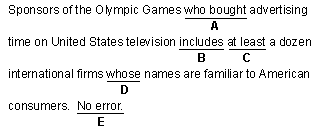 Sponsors of the Olympic Games who bought advertising
A
time on United States television includes at least a dozen
B C
international firms whose names are familiar to American
D
consumers. No error.
E